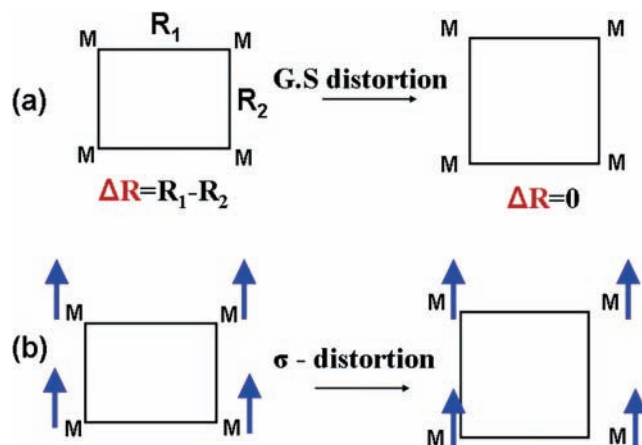 M R₁ M M M
G.S distortion
(a) R₂
M M M M
ΔR=R₁-R₂ ΔR=0
M M M M
(b) σ - distortion
M M M M